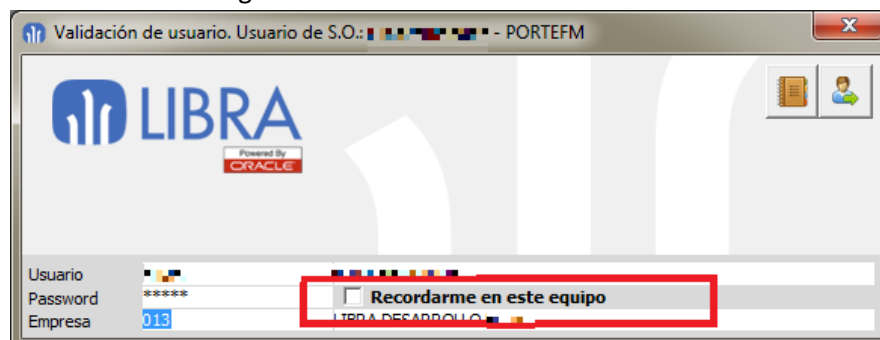 Validación de usuario. Usuario de S.O.: - PORTEFM
LIBRA
Powered By
ORACLE
Usuario
Password *****
Recordarme en este equipo
Empresa 013 LIBRA DESARROLLO